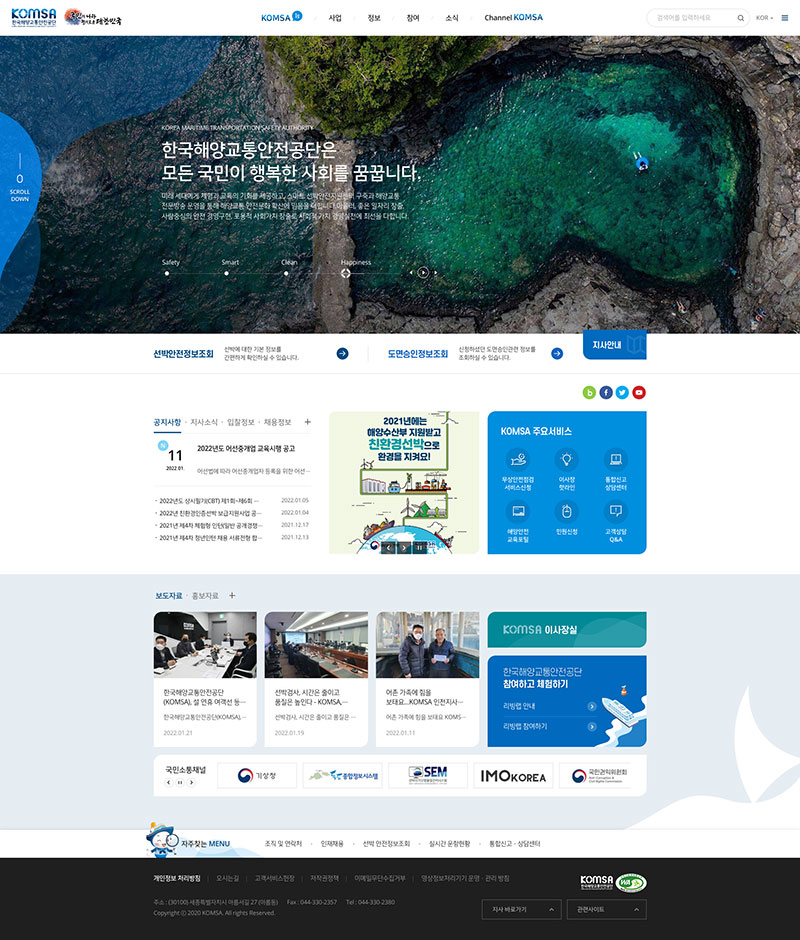 KOMSA
한국해양교통안전공단
대한민국
KOMSA is
사업
정보
참여
소식
Channel KOMSA
검색어를 입력하세요
KOR
KOREA MARITIME TRANSPORTATION SAFETY AUTHORITY
한국해양교통안전공단은
모든 국민이 행복한 사회를 꿈꿉니다.
미래 세대에게 체험과 교육의 기회를 제공하고, 스마트 선박안전지원센터 구축과 해양교통
전문방송 운영을 통해 해양교통 안전문화 확산에 믿음을 더합니다.
좋은 일자리 창출,
사람중심의 안전 경영구현, 포용적 사회가치 창출로 사회적 가치 경영실천에 최선을 다합니다.
0
SCROLL
DOWN
Safety
Smart
Clean
Happiness
선박안전정보조회
선박에 대한 기본 정보를
간편하게 확인하실 수 있습니다.
도면승인정보조회
신청하셨던 도면승인관련 정보를
조회하실 수 있습니다.
지사안내
공지사항 · 지사소식 · 입찰정보 · 채용정보 +
N
11
2022.01.
2022년도 어선중개업 교육시행 공고
어선법에 따라 어선중개업자 등록을 위한 어선···
2022년도 상시필기(CBT) 제1회~제6회 ··· 2022.01.05
2022년 친환경인증선박 보급지원사업 공··· 2022.01.04
2021년 제4차 체험형 인턴(일반 공개경쟁··· 2021.12.17
2021년 제4차 청년인턴 채용 서류전형 합··· 2021.12.13
2021년에는
해양수산부 지원받고
친환경선박으로
환경을 지켜요!
KOMSA 주요서비스
무상안전점검
서비스신청
이사장
핫라인
통합신고
상담센터
해양안전
교육포털
민원신청
고객상담
Q&A
보도자료 · 홍보자료 +
한국해양교통안전공단
(KOMSA), 설 연휴 여객선 등···
한국해양교통안전공단(KOMSA),···
2022.01.21
선박검사, 시간은 줄이고
품질은 높인다 - KOMSA,···
선박검사, 시간은 줄이고 품질은 ···
2022.01.19
어촌 가족에 힘을
보태요...KOMSA 인천지사···
어촌 가족에 힘을 보태요 KOMS···
2022.01.11
KOMSA 이사장실
한국해양교통안전공단
참여하고 체험하기
리빙랩 안내
리빙랩 참여하기
국민소통채널
기상청
종합정보시스템
SEM
IMO KOREA
국민권익위원회
자주찾는 MENU
조직 및 연락처
인재채용
선박 안전정보조회
실시간 운항현황
통합신고 · 상담센터
개인정보 처리방침
오시는길
고객서비스헌장
저작권정책
이메일무단수집거부
영상정보처리기기 운영 · 관리 방침
주소 : (30100) 세종특별자치시 아름서길 27 (아름동) Fax : 044-330-2357 Tel : 044-330-2380
Copyright ⓒ 2020 KOMSA. All rights Reserved.
KOMSA
한국해양교통안전공단
WA
지사 바로가기
관련사이트